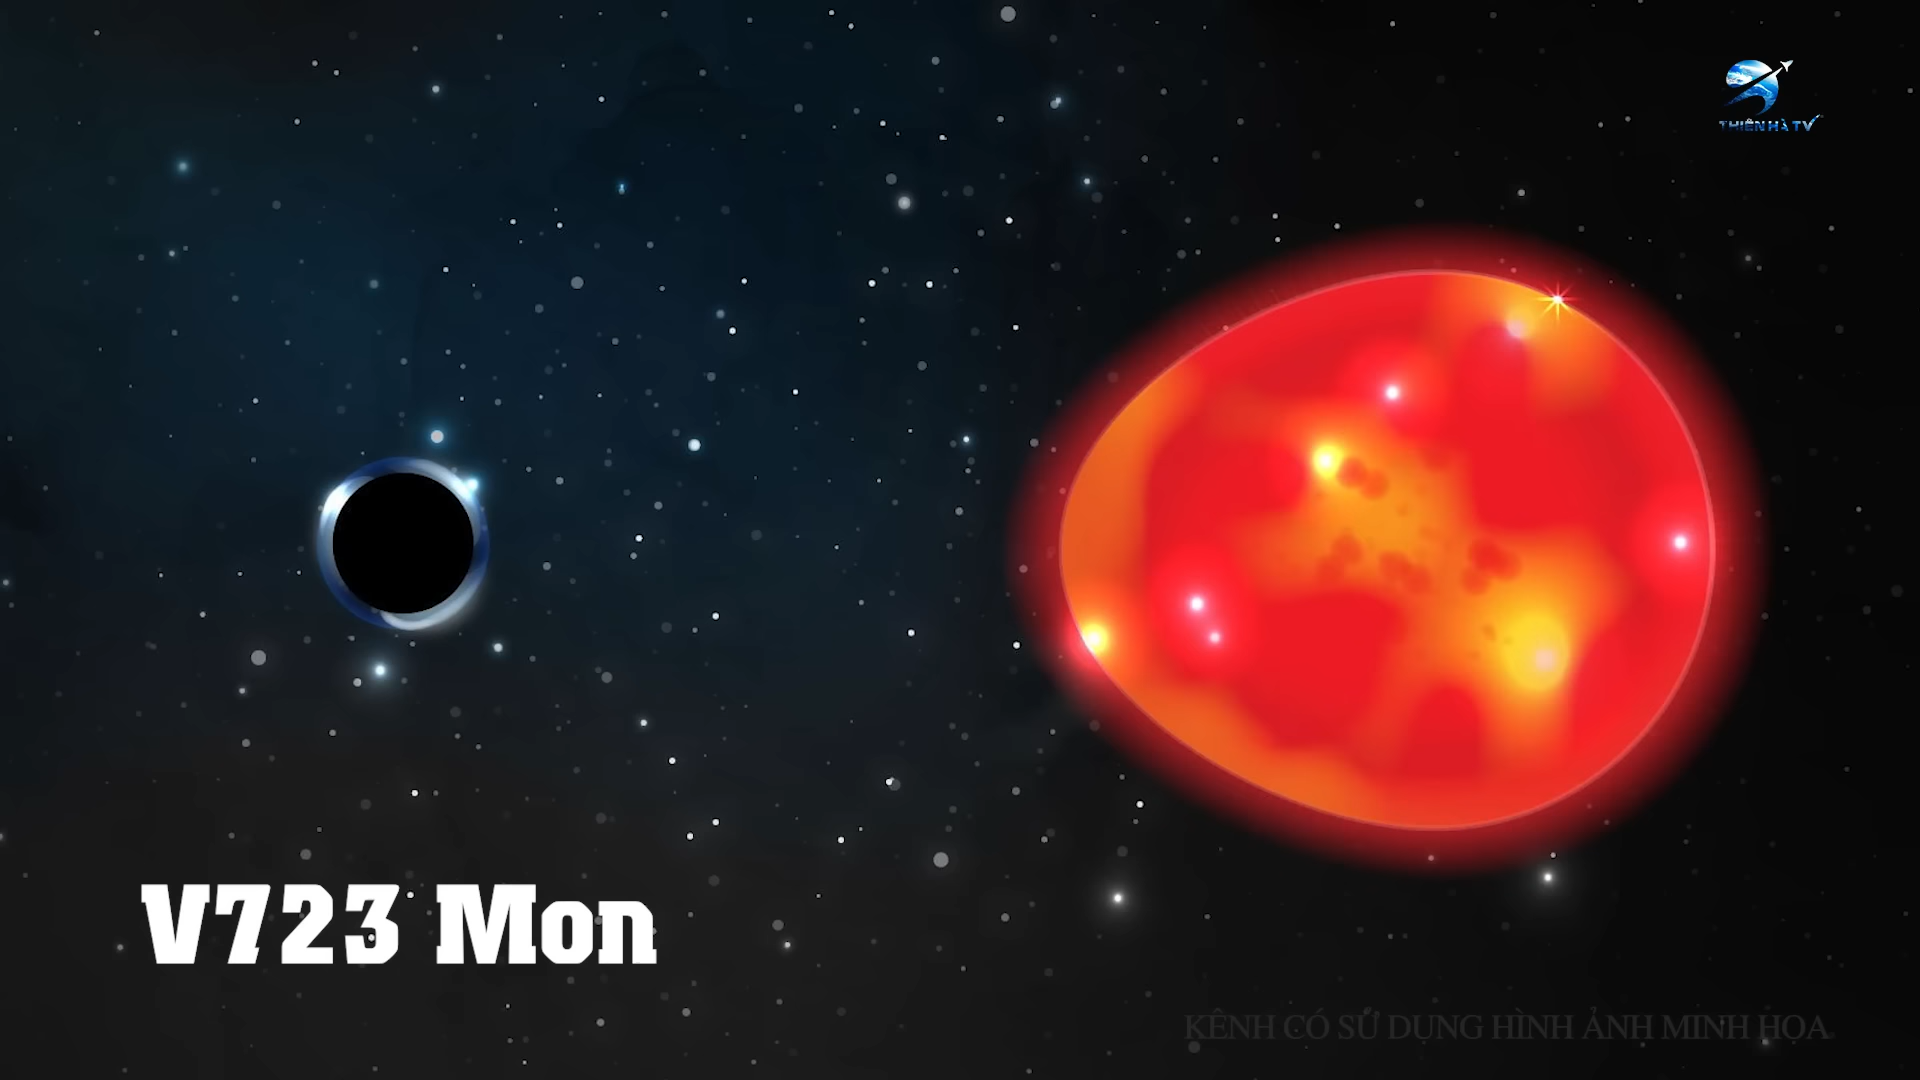 THIÊN HÀ TV
V723 Mon
KÊNH CÓ SỬ DỤNG HÌNH ẢNH MINH HỌA